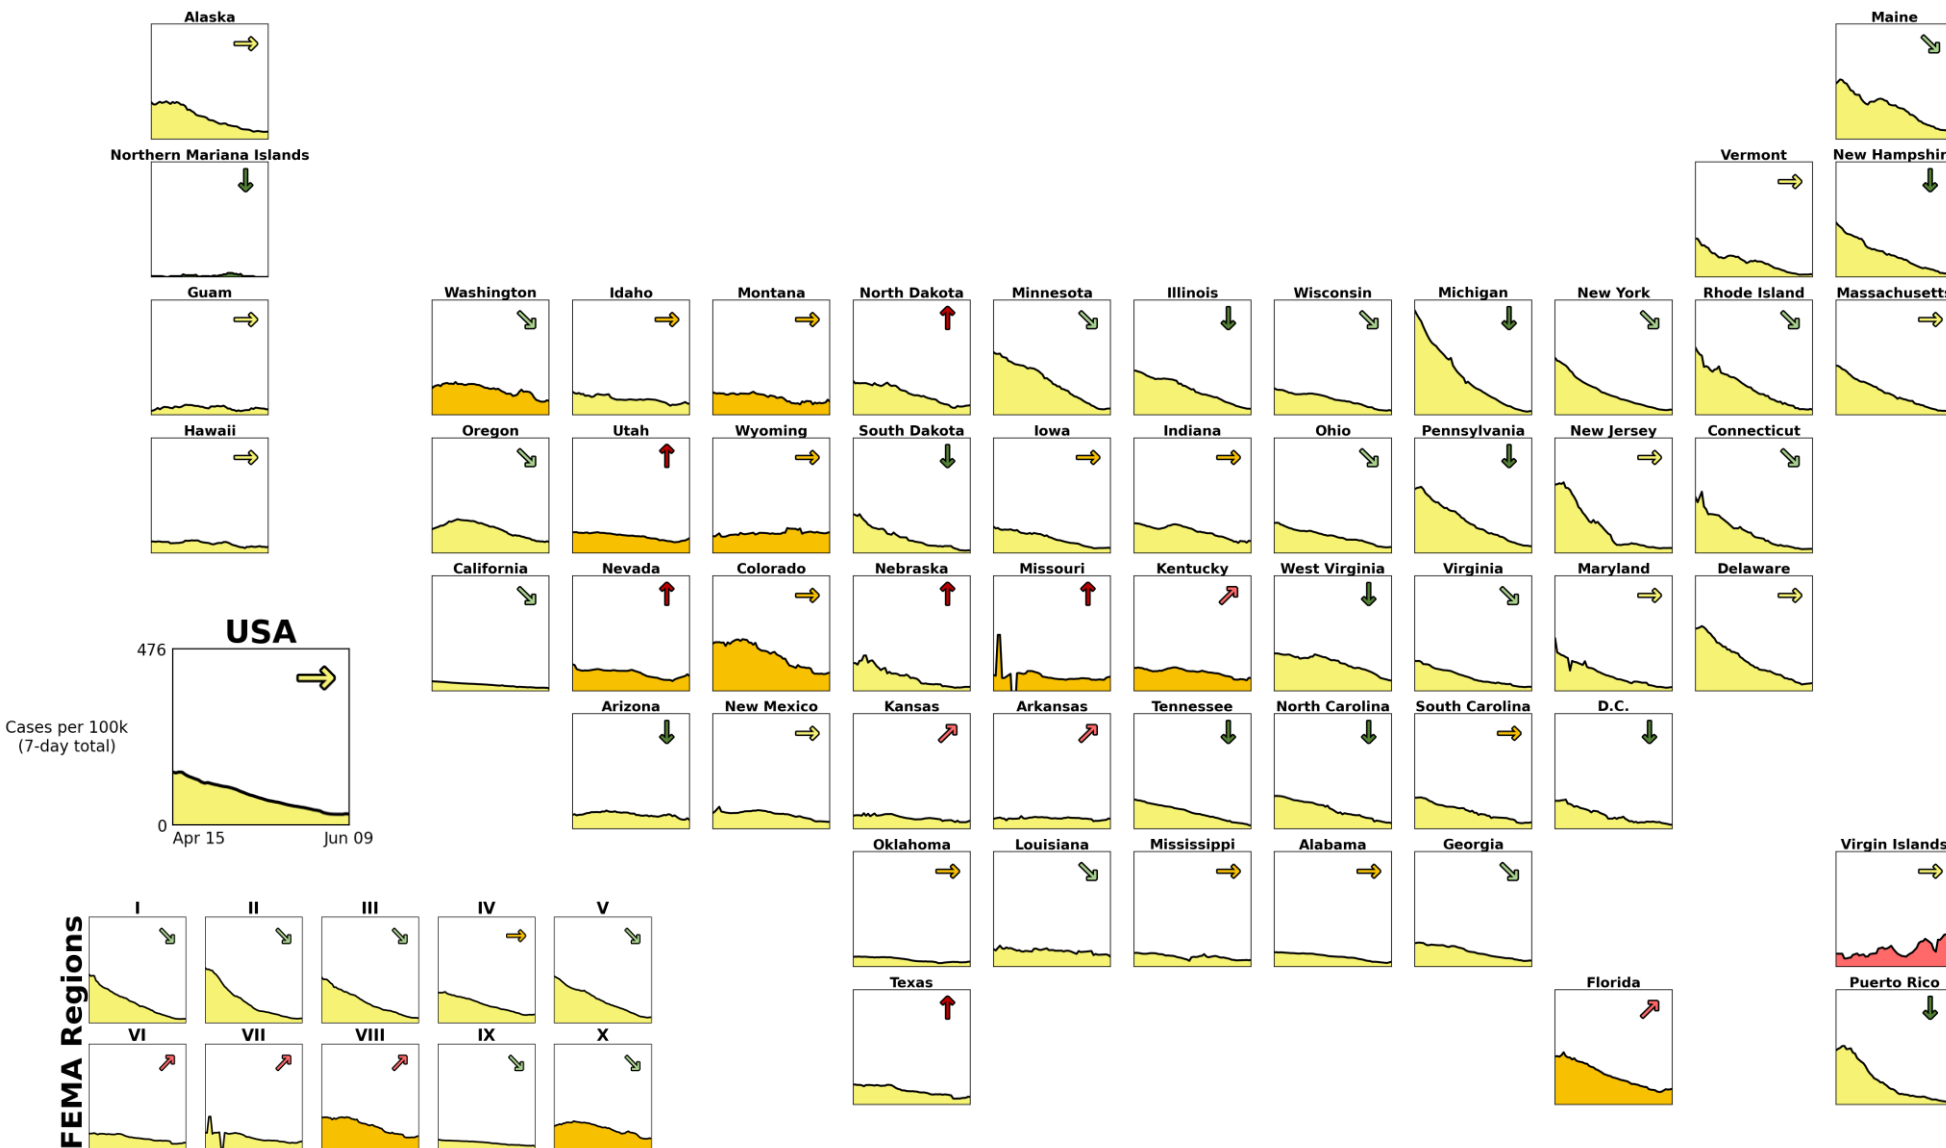 Alaska
Maine
Northern Mariana Islands
Vermont
New Hampshir
Guam
Washington
Idaho
Montana
North Dakota
Minnesota
Illinois
Wisconsin
Michigan
New York
Rhode Island
Massachusetts
Hawaii
Oregon
Utah
Wyoming
South Dakota
Iowa
Indiana
Ohio
Pennsylvania
New Jersey
Connecticut
California
Nevada
Colorado
Nebraska
Missouri
Kentucky
West Virginia
Virginia
Maryland
Delaware
USA
476
Cases per 100k
(7-day total)
0
Apr 15
Jun 09
Arizona
New Mexico
Kansas
Arkansas
Tennessee
North Carolina
South Carolina
D.C.
Oklahoma
Louisiana
Mississippi
Alabama
Georgia
Virgin Islands
FEMA Regions
I
II
III
IV
V
Texas
Florida
Puerto Rico
VI
VII
VIII
IX
X